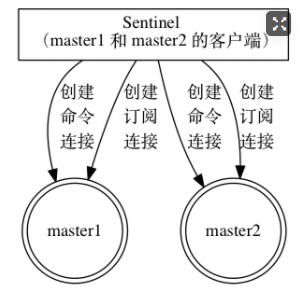 Sentinel
（master1 和 master2 的客户端）
创建 创建 创建 创建
命令 订阅 命令 订阅
连接 连接 连接 连接
master1 master2